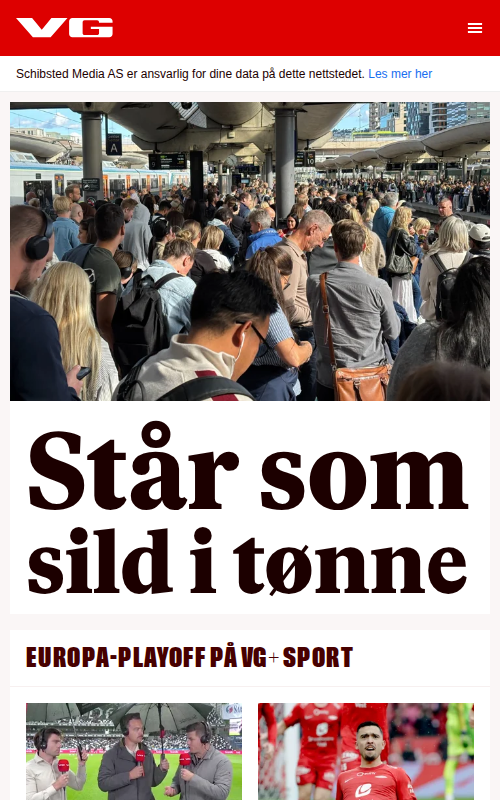 VG
Schibsted Media AS er ansvarlig for dine data på dette nettstedet. Les mer her
A
Står som
sild i tønne
EUROPA-PLAYOFF PÅ VG+ SPORT